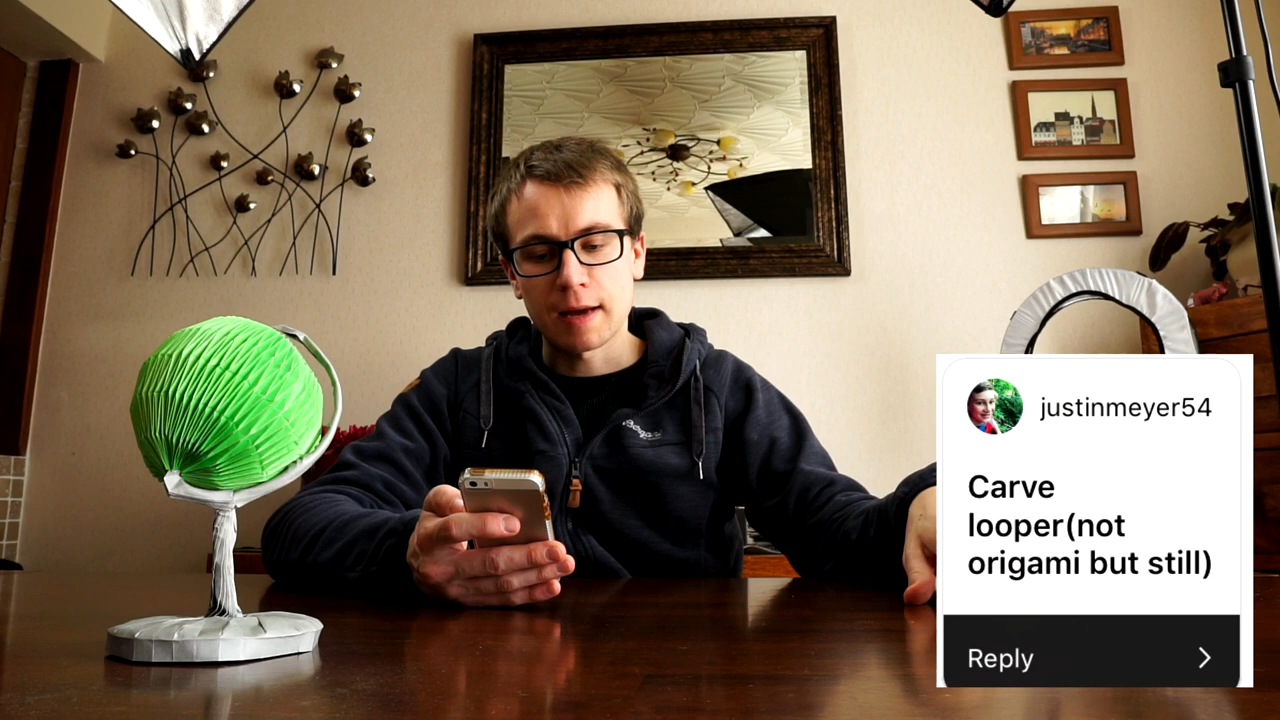 justinmeyer54
Carve
looper(not
origami but still)
Reply